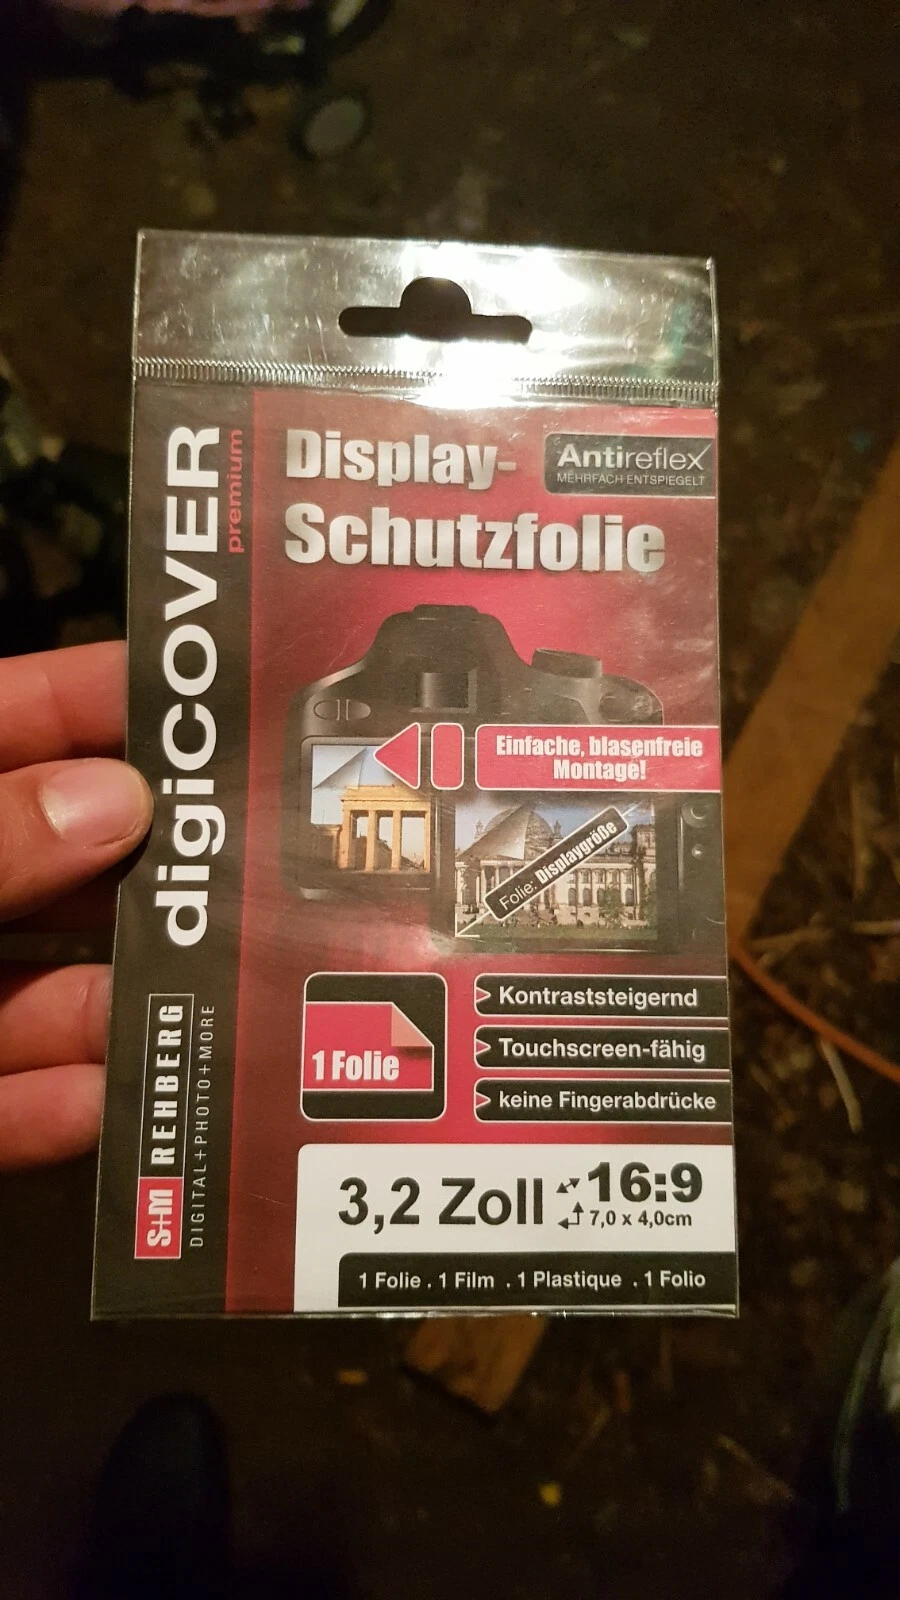 digiCOVER
premium
S+M REHBERG
DIGITAL+PHOTO+MORE
Display-
Schutzfolie
Antireflex
MEHRFACH ENTSPIEGELT
Einfache, blasenfreie
Montage!
Folie: Displaygröße
1 Folie
Kontraststeigernd
Touchscreen-fähig
keine Fingerabdrücke
3,2 Zoll
16:9
7,0 x 4,0cm
1 Folie . 1 Film . 1 Plastique . 1 Folio